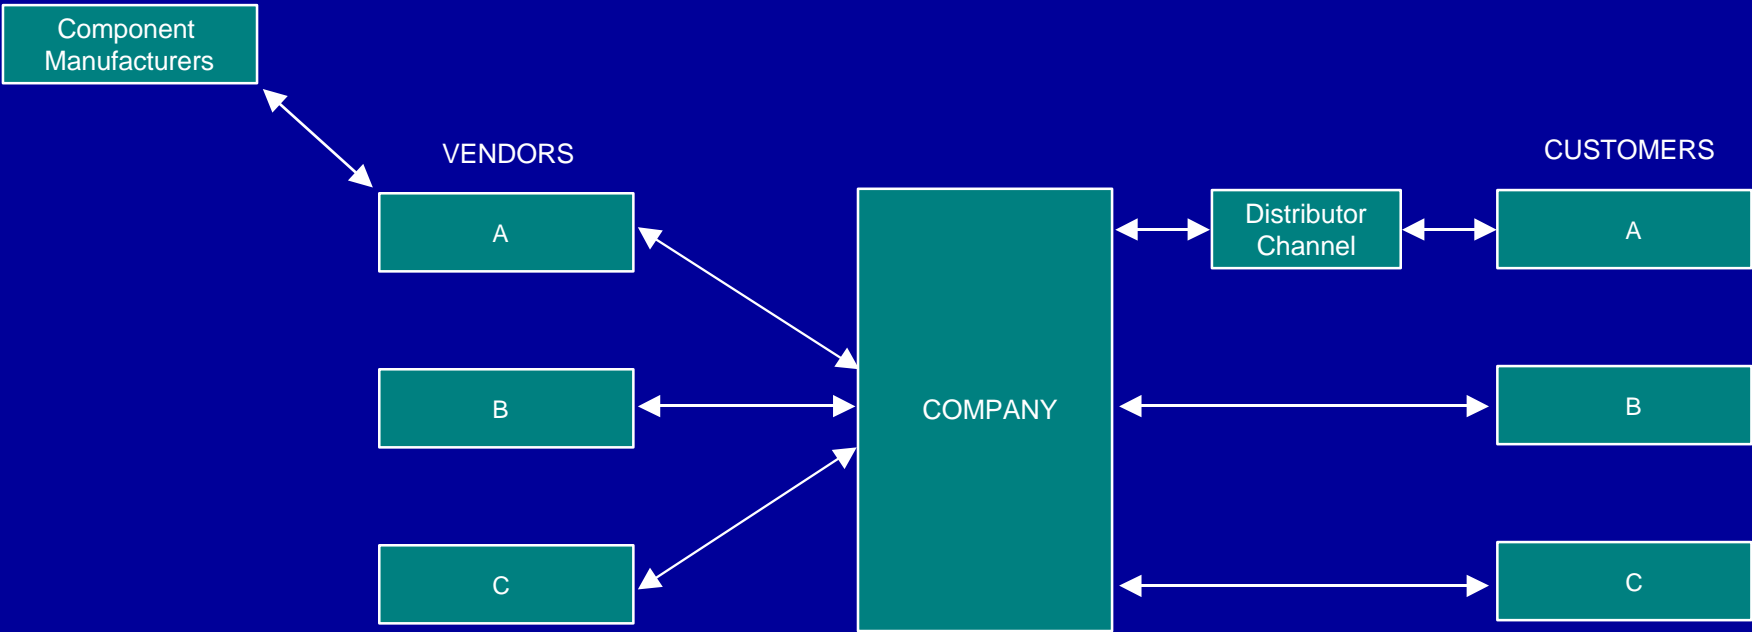 Component
Manufacturers
VENDORS
CUSTOMERS
A
Distributor
Channel
A
B
COMPANY
B
C
C